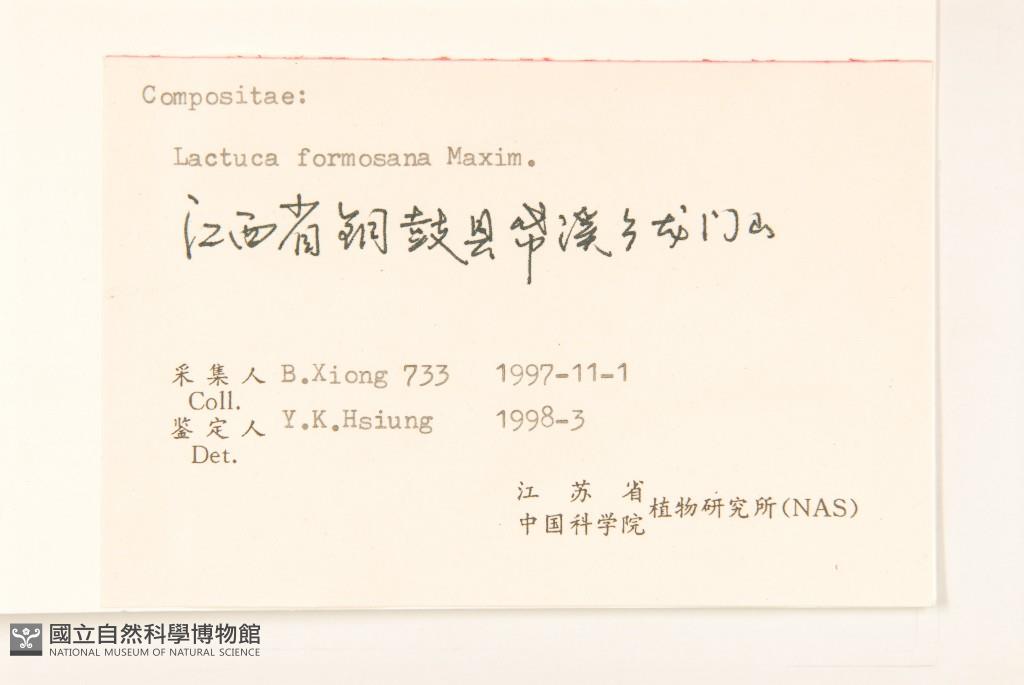 Compositae:
Lactuca formosana Maxim.
江西省铜鼓县带溪乡龙门山
采集人 B.Xiong 733 1997-11-1
Coll.
鉴定人 Y.K.Hsiung 1998-3
Det.
江苏省
中国科学院 植物研究所(NAS)
國立自然科學博物館
NATIONAL MUSEUM OF NATURAL SCIENCE